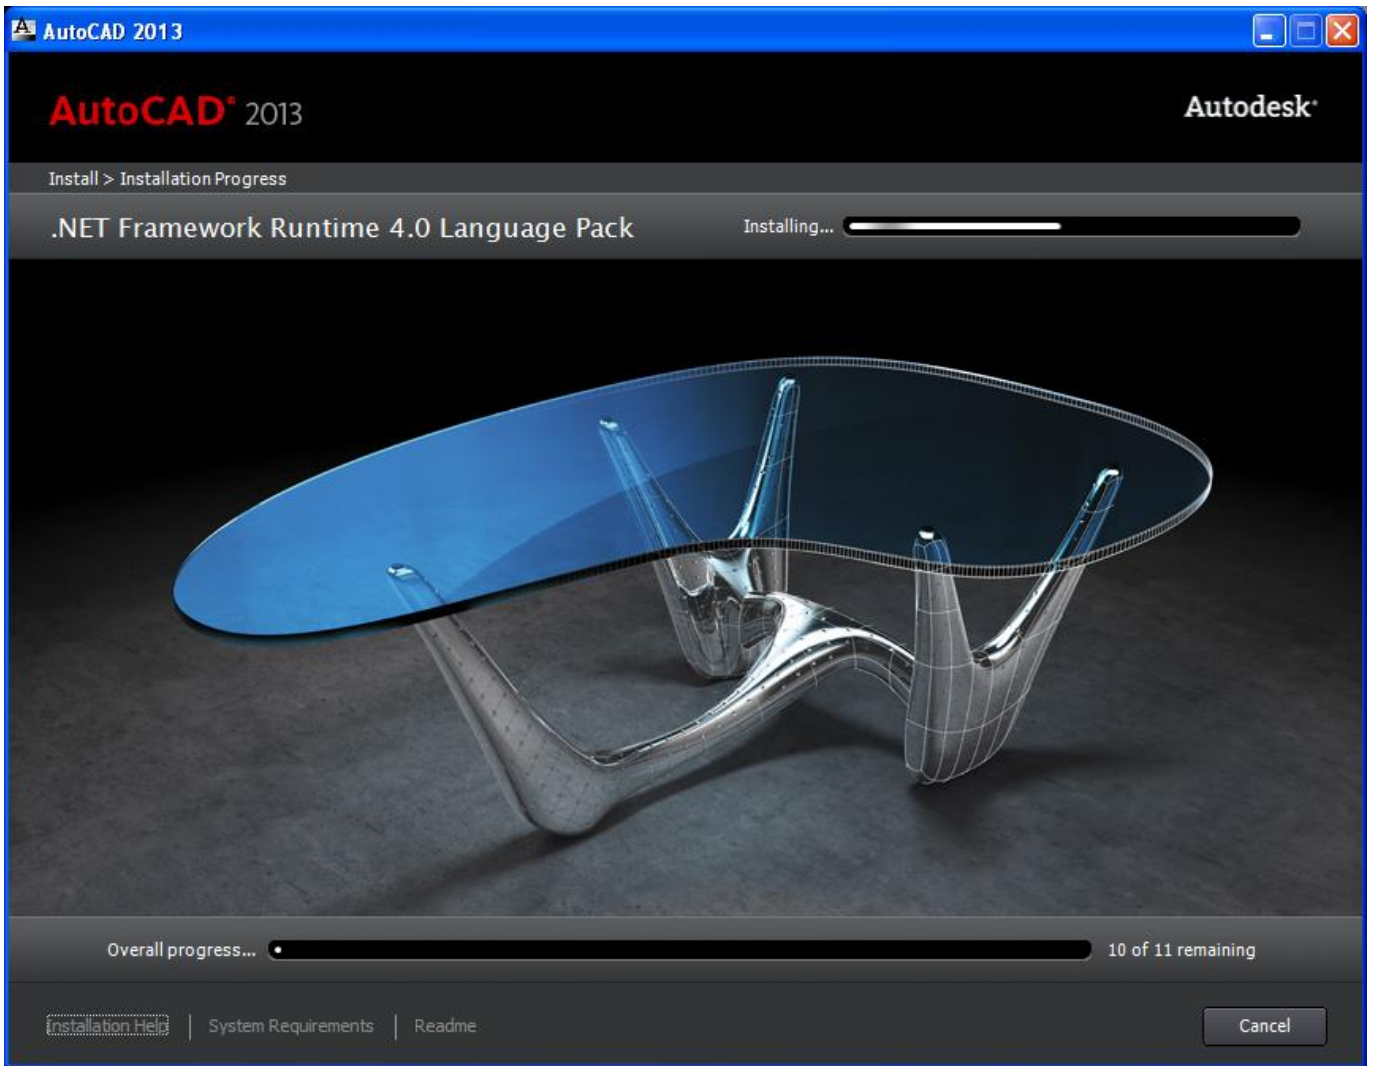 AutoCAD 2013
AutoCAD® 2013
Autodesk®
Install > Installation Progress
.NET Framework Runtime 4.0 Language Pack
Installing...
Overall progress...
10 of 11 remaining
Installation Help | System Requirements | Readme
Cancel